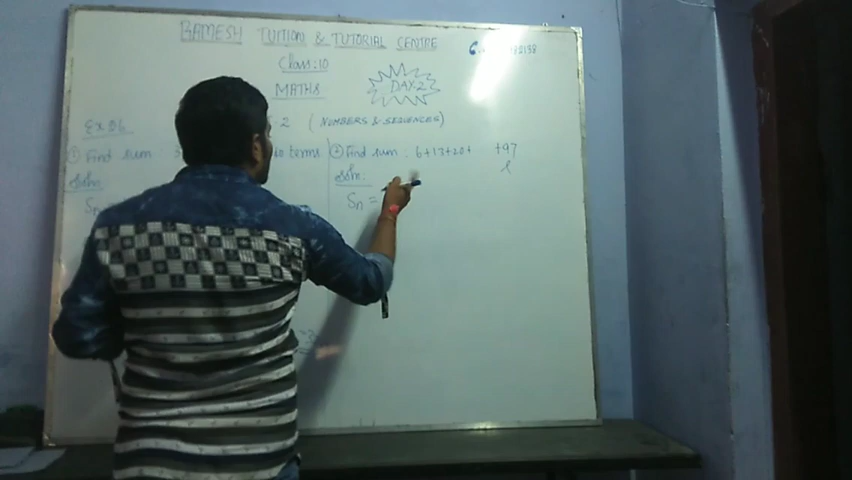 RAMESH TUITION & TUTORIAL CENTRE
Class:10
MATHS
DAY-2
2 (NUMBERS & SEQUENCES)
Ex 2.6
① Find sum
terms
② Find sum : 6+13+20+ +97
Soln:
l
Soln:
Sn
Sn =